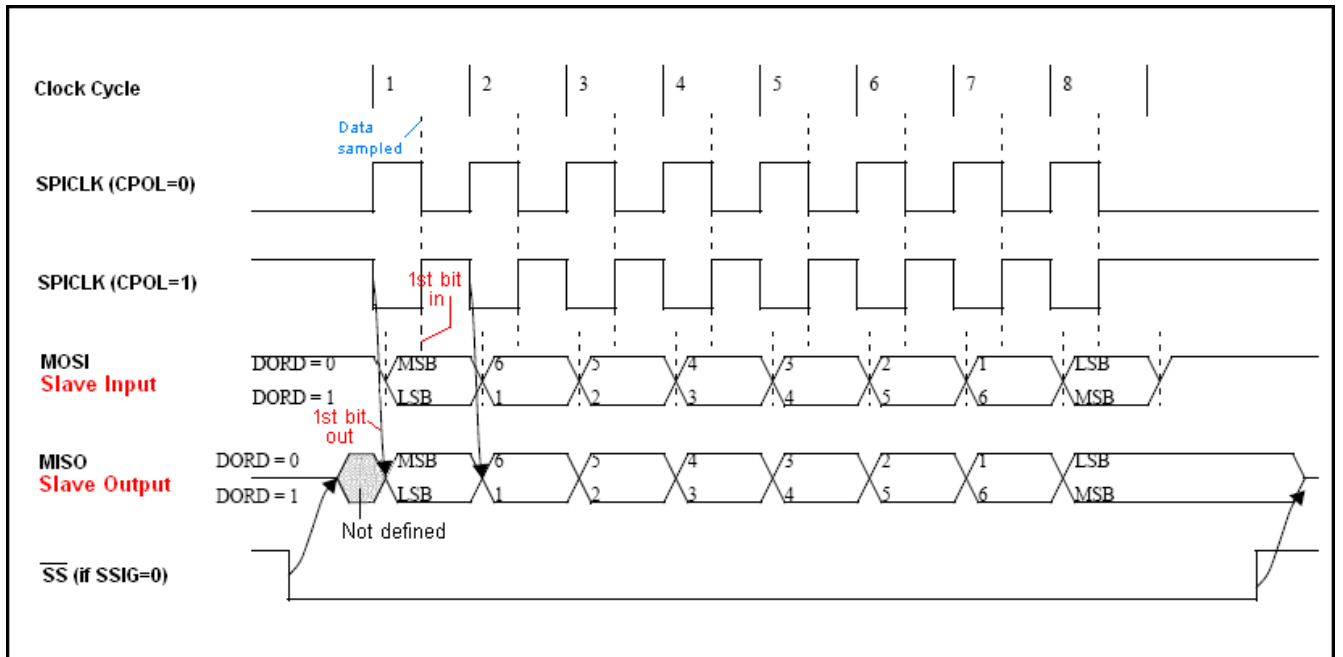 Clock Cycle 1 2 3 4 5 6 7 8
Data
sampled
SPICLK (CPOL=0)
SPICLK (CPOL=1)
1st bit
in
MOSI DORD = 0 MSB 6 5 4 3 2 1 LSB
Slave Input
DORD = 1 LSB 1 2 3 4 5 6 MSB
1st bit
out
MISO DORD = 0 MSB 6 5 4 3 2 1 LSB
Slave Output
DORD = 1 LSB 1 2 3 4 5 6 MSB
Not defined
S̅S̅ (if SSIG=0)